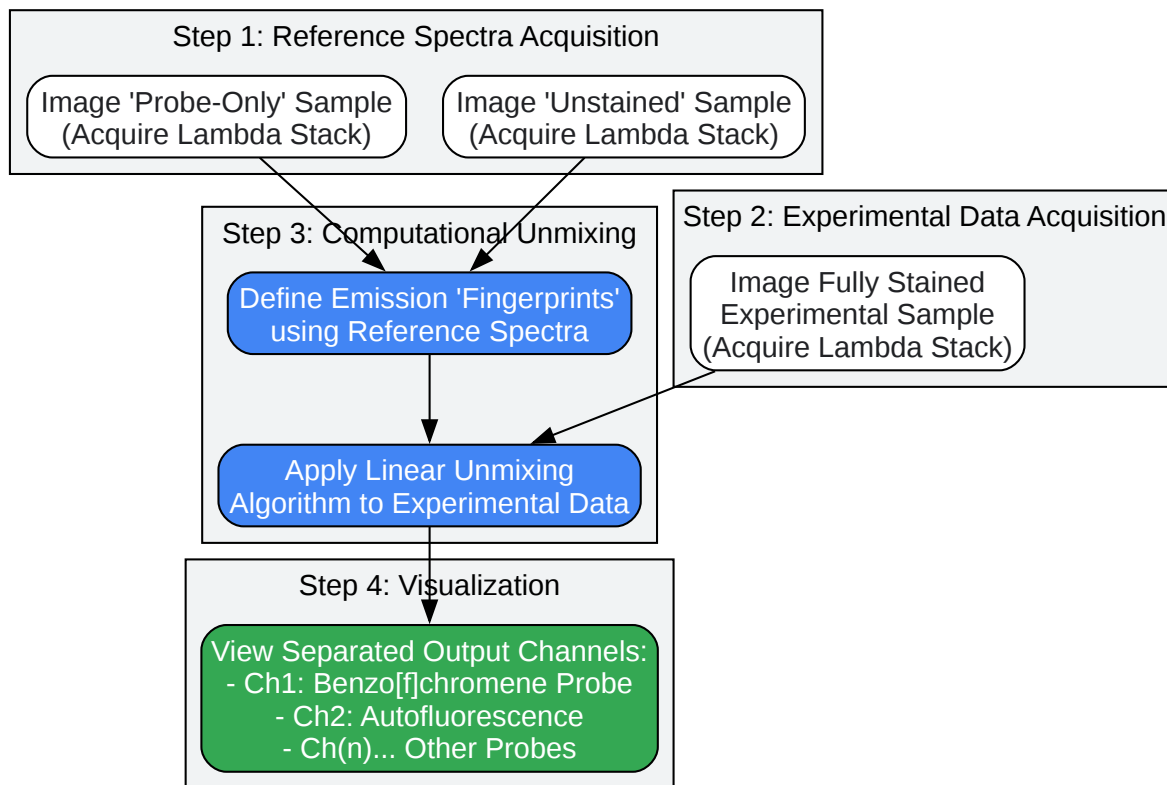 Step 1: Reference Spectra Acquisition
Image 'Probe-Only' Sample
(Acquire Lambda Stack)
Image 'Unstained' Sample
(Acquire Lambda Stack)
Step 2: Experimental Data Acquisition
Image Fully Stained
Experimental Sample
(Acquire Lambda Stack)
Step 3: Computational Unmixing
Define Emission 'Fingerprints'
using Reference Spectra
Apply Linear Unmixing
Algorithm to Experimental Data
Step 4: Visualization
View Separated Output Channels:
- Ch1: Benzo[f]chromene Probe
- Ch2: Autofluorescence
- Ch(n)... Other Probes